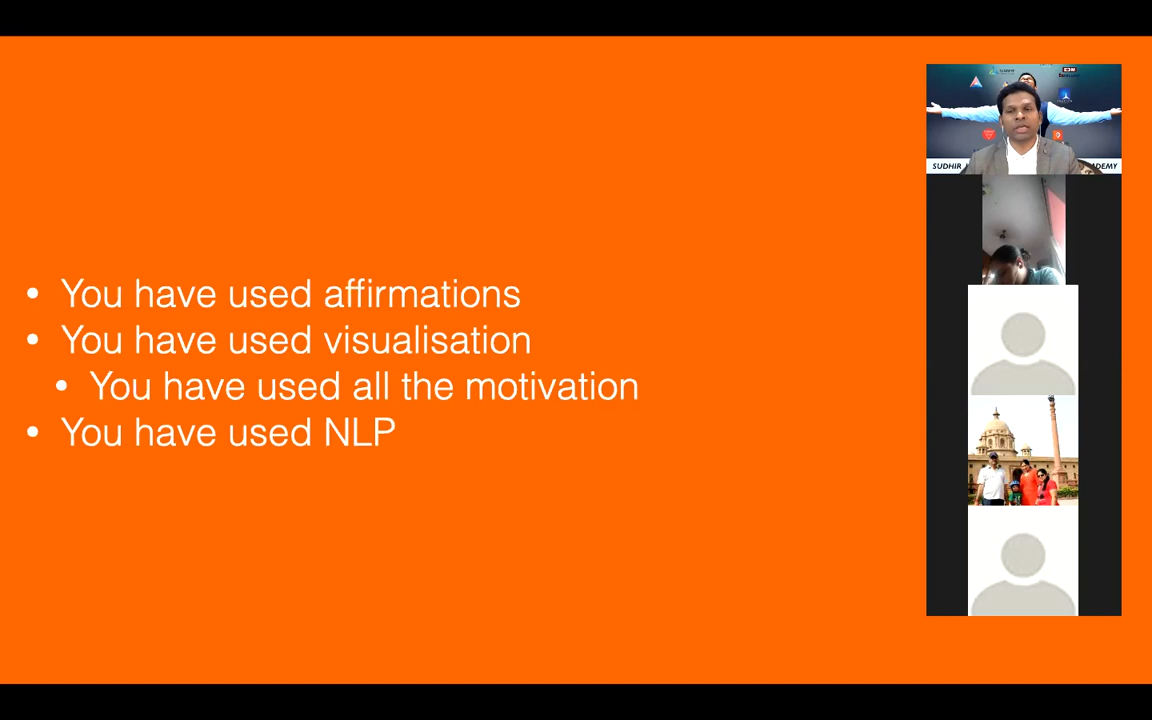 • You have used affirmations
• You have used visualisation
• You have used all the motivation
• You have used NLP
SUDHIR